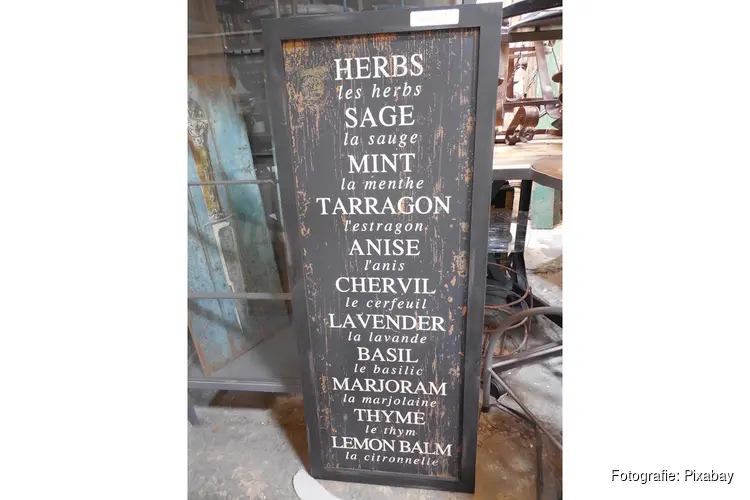 HERBS
les herbs
SAGE
la sauge
MINT
la menthe
TARRAGON
l'estragon
ANISE
l'anis
CHERVIL
le cerfeuil
LAVENDER
la lavande
BASIL
le basilic
MARJORAM
la marjolaine
THYME
le thym
LEMON BALM
la citronnelle
Fotografie: Pixabay